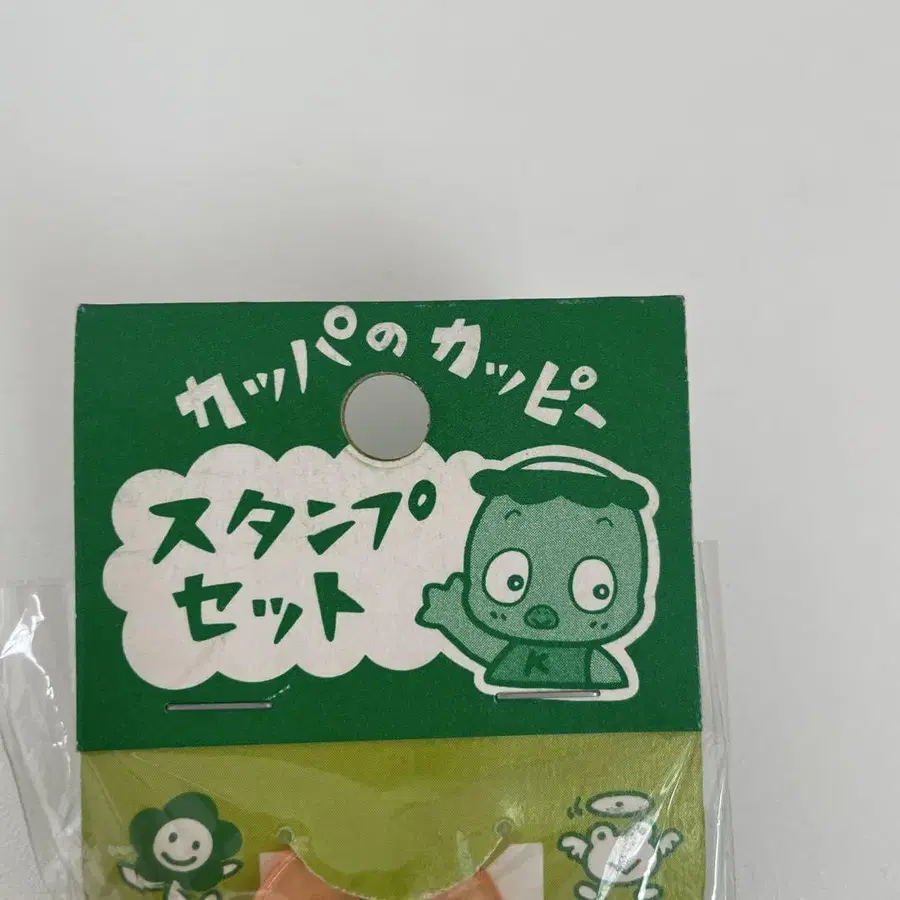 カッパの カッピー
スタンプ
セット
K